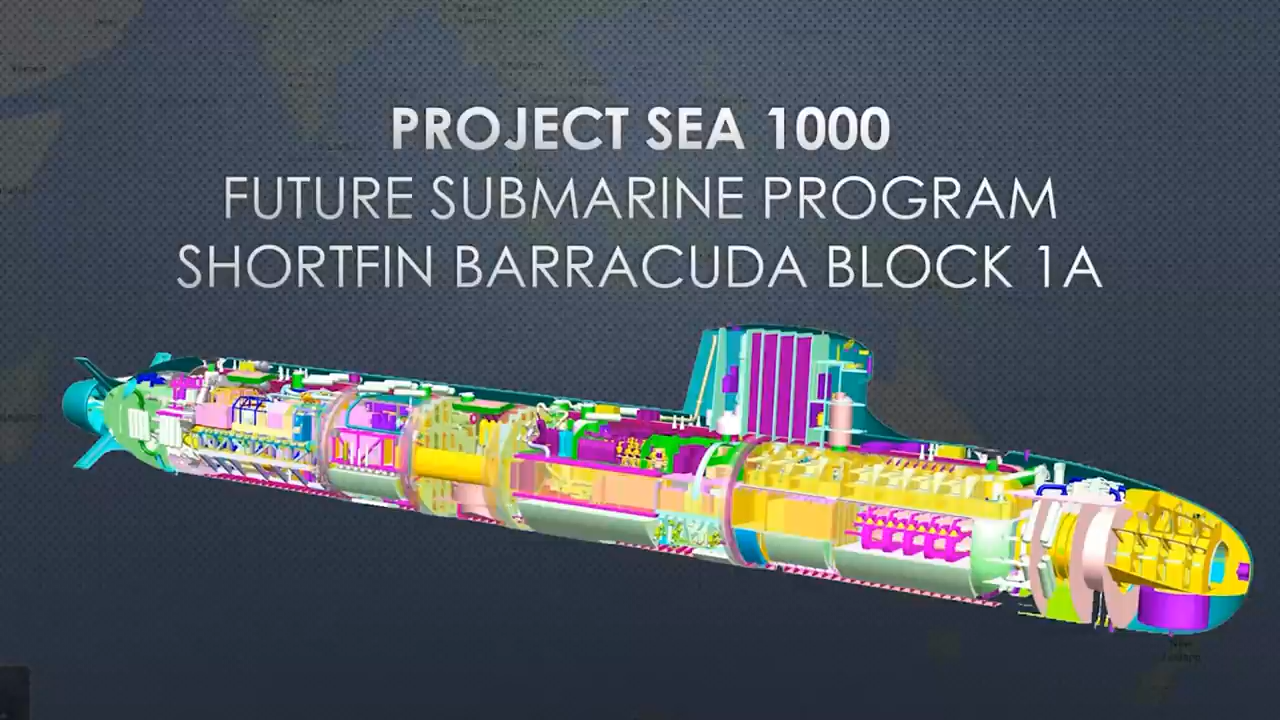 PROJECT SEA 1000
FUTURE SUBMARINE PROGRAM
SHORTFIN BARRACUDA BLOCK 1A